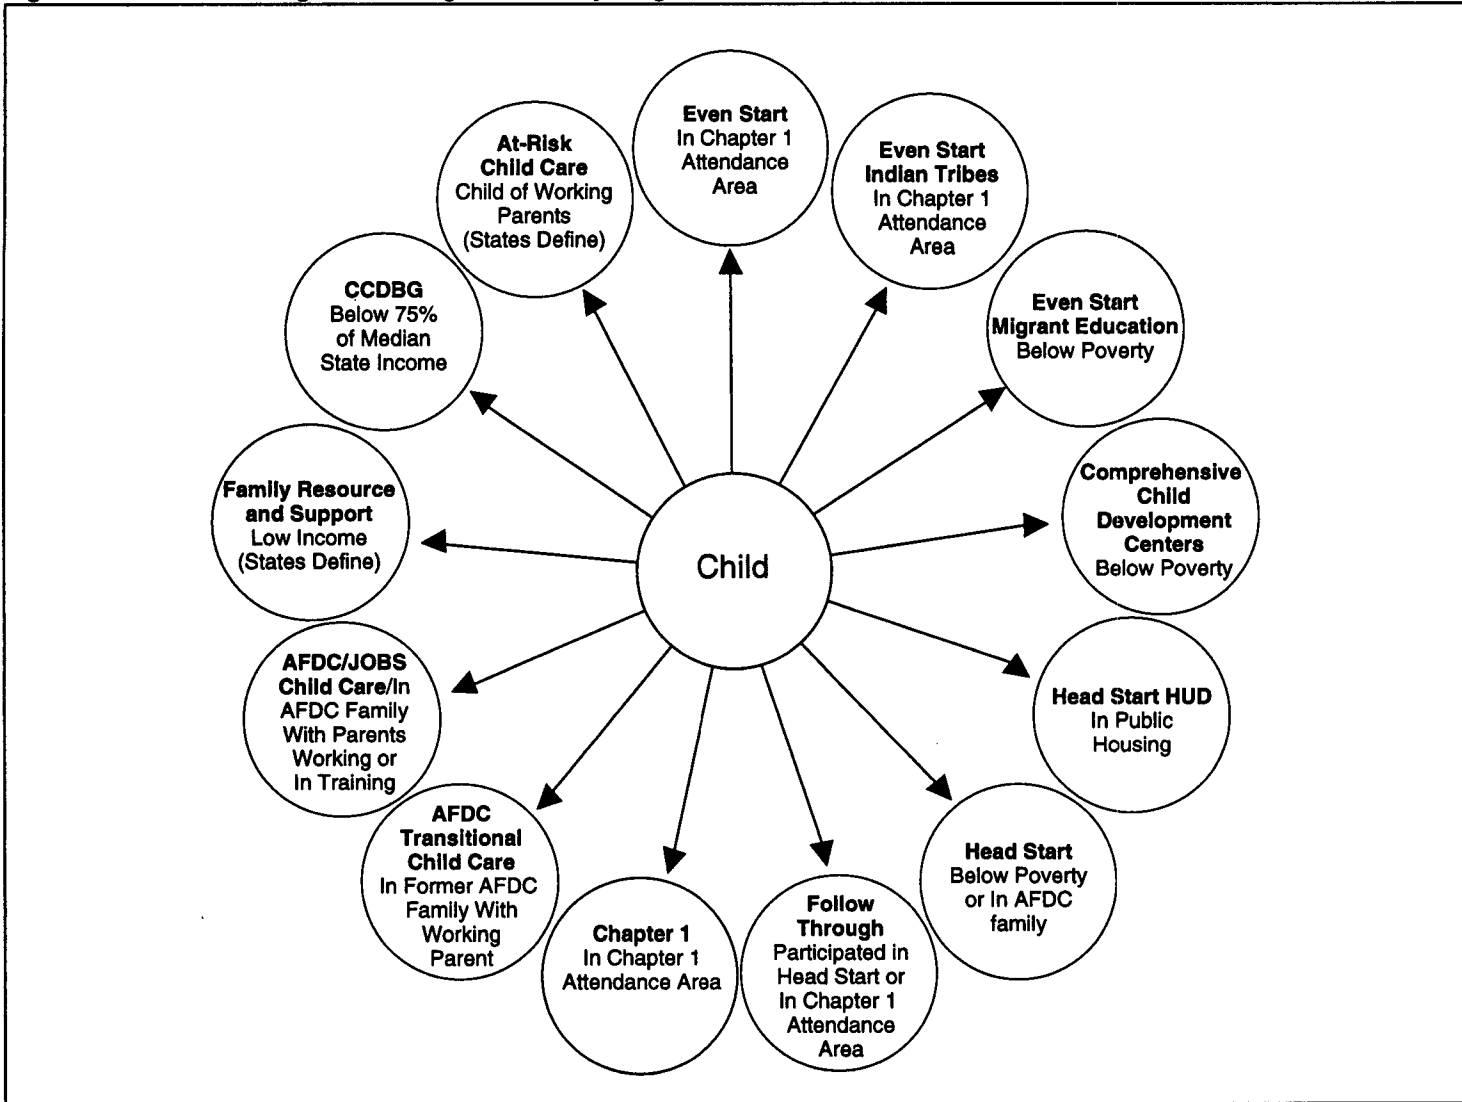 Even Start
In Chapter 1
Attendance
Area
Even Start
Indian Tribes
In Chapter 1
Attendance
Area
Even Start
Migrant Education
Below Poverty
Comprehensive
Child
Development
Centers
Below Poverty
Head Start HUD
In Public
Housing
Head Start
Below Poverty
or In AFDC
family
Follow
Through
Participated in
Head Start or
In Chapter 1
Attendance
Area
Chapter 1
In Chapter 1
Attendance Area
AFDC
Transitional
Child Care
In Former AFDC
Family With
Working
Parent
AFDC/JOBS
Child Care/In
AFDC Family
With Parents
Working or
In Training
Family Resource
and Support
Low Income
(States Define)
CCDBG
Below 75%
of Median
State Income
At-Risk
Child Care
Child of Working
Parents
(States Define)
Child